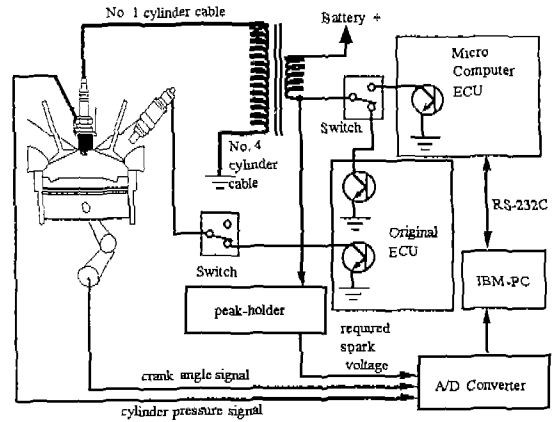 No. 1 cylinder cable
Battery +
Micro
Computer
ECU
Switch
No. 4
cylinder
cable
RS-232C
Original
ECU
Switch
IBM-PC
peak-holder
required
spark
voltage
crank angle signal
A/D Converter
cylinder pressure signal